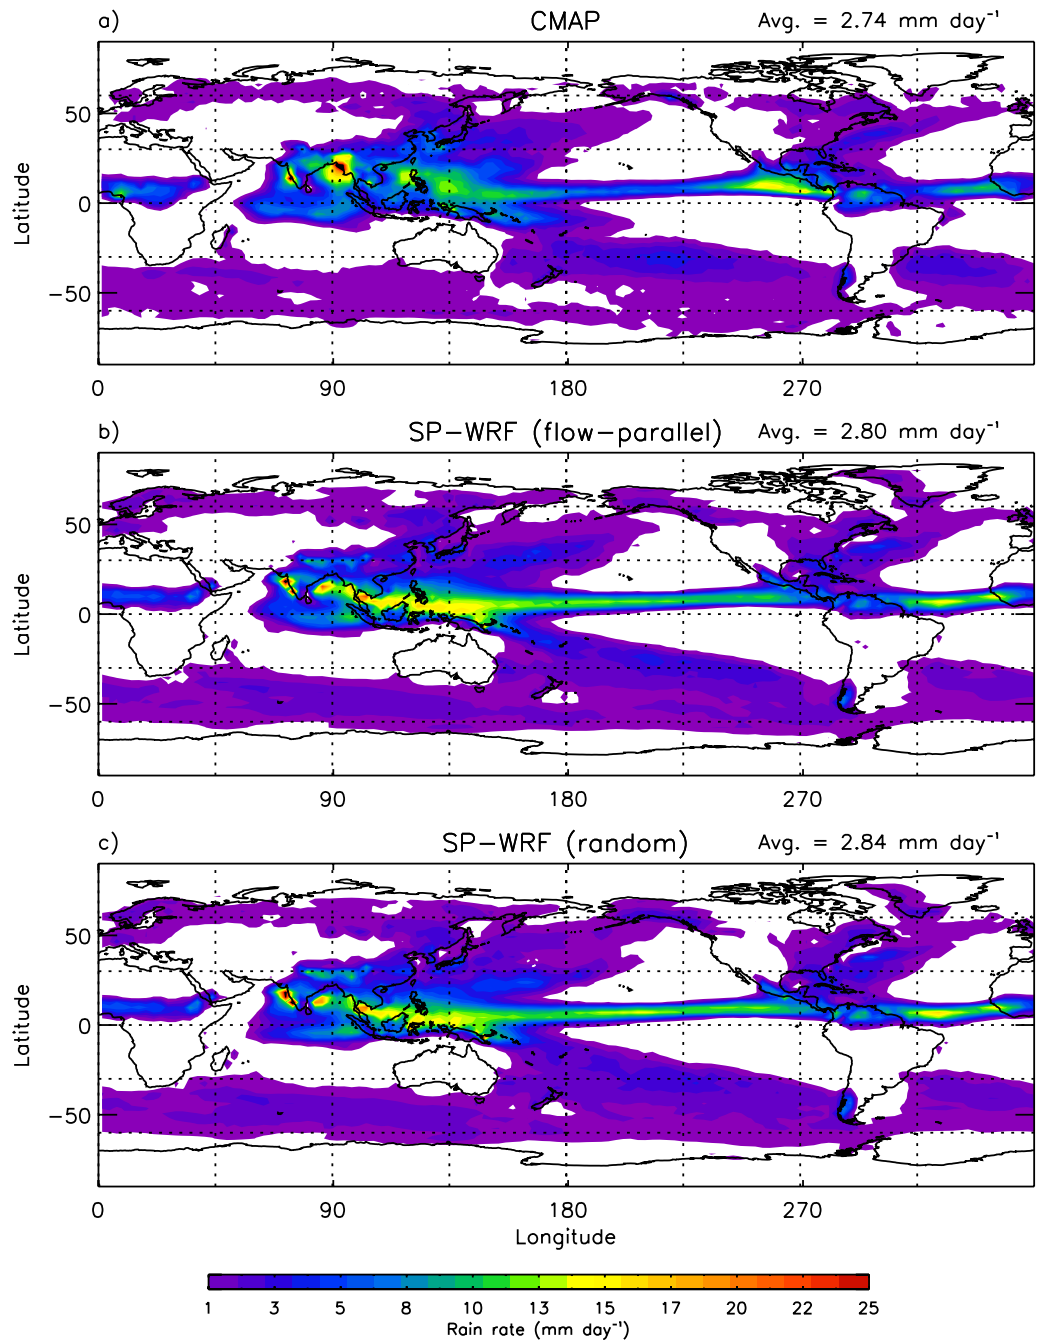 a) CMAP Avg. = 2.74 mm day⁻¹
Latitude
50
0
−50
0 90 180 270
b) SP−WRF (flow−parallel) Avg. = 2.80 mm day⁻¹
Latitude
50
0
−50
0 90 180 270
c) SP−WRF (random) Avg. = 2.84 mm day⁻¹
Latitude
50
0
−50
0 90 180 270
Longitude
1 3 5 8 10 13 15 17 20 22 25
Rain rate (mm day⁻¹)